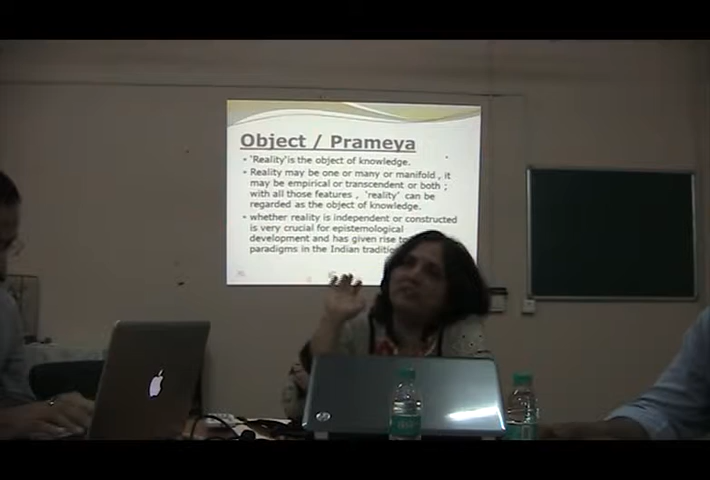 Object / Prameya
• 'Reality'is the object of knowledge.
• Reality may be one or many or manifold , it
may be empirical or transcendent or both ;
with all those features , 'reality' can be
regarded as the object of knowledge.
• whether reality is independent or constructed
is very crucial for epistemological
development and has given rise to
paradigms in the Indian
hp